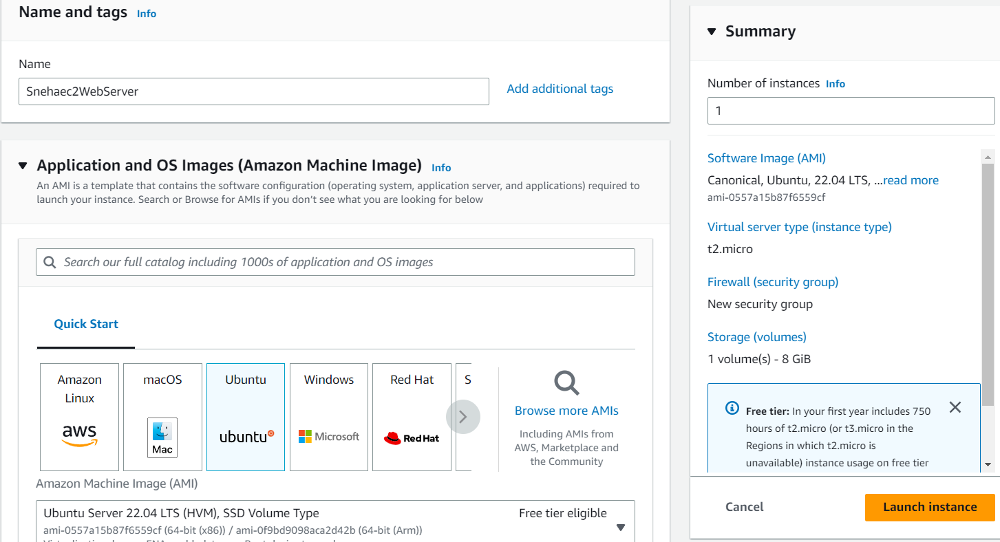 Name and tags Info
Name
Snehaec2WebServer
Add additional tags
Application and OS Images (Amazon Machine Image) Info
An AMI is a template that contains the software configuration (operating system, application server, and applications) required to
launch your instance. Search or Browse for AMIs if you don't see what you are looking for below
Search our full catalog including 1000s of application and OS images
Quick Start
Amazon
Linux
aws
macOS
Mac
Ubuntu
ubuntu
Windows
Microsoft
Red Hat
Red Hat
S
Browse more AMIs
Including AMIs from
AWS, Marketplace and
the Community
Amazon Machine Image (AMI)
Ubuntu Server 22.04 LTS (HVM), SSD Volume Type
Free tier eligible
ami-0557a15b87f6559cf (64-bit (x86)) / ami-0f9bd9098aca2d42b (64-bit (Arm))
Summary
Number of instances Info
1
Software Image (AMI)
Canonical, Ubuntu, 22.04 LTS, ...read more
ami-0557a15b87f6559cf
Virtual server type (instance type)
t2.micro
Firewall (security group)
New security group
Storage (volumes)
1 volume(s) - 8 GiB
Free tier: In your first year includes 750
hours of t2.micro (or t3.micro in the
Regions in which t2.micro is
unavailable) instance usage on free tier
Cancel
Launch instance